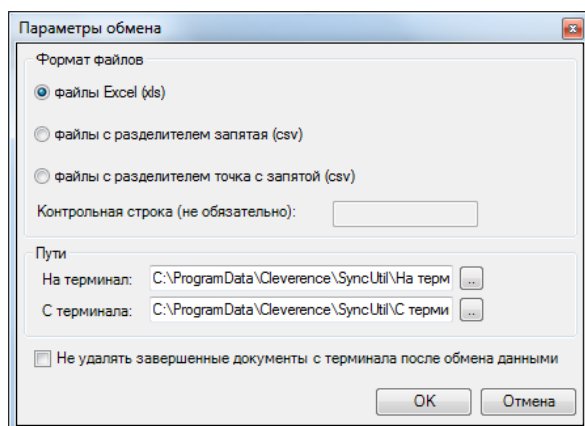 Параметры обмена
Формат файлов
файлы Excel (xls)
файлы с разделителем запятая (csv)
файлы с разделителем точка с запятой (csv)
Контрольная строка (не обязательно):
Пути
На терминал: C:\ProgramData\Cleverence\SyncUtil\На терм ..
С терминала: C:\ProgramData\Cleverence\SyncUtil\С терми ..
Не удалять завершенные документы с терминала после обмена данными
OK Отмена